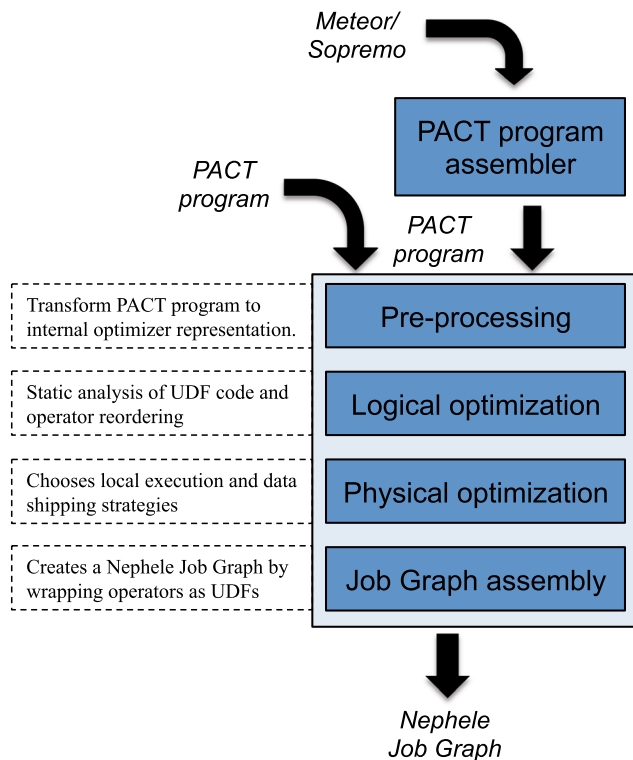 Meteor/
Sopremo
PACT program
assembler
PACT
program
PACT
program
Transform PACT program to
internal optimizer representation.
Pre-processing
Static analysis of UDF code and
operator reordering
Logical optimization
Chooses local execution and data
shipping strategies
Physical optimization
Creates a Nephele Job Graph by
wrapping operators as UDFs
Job Graph assembly
Nephele
Job Graph